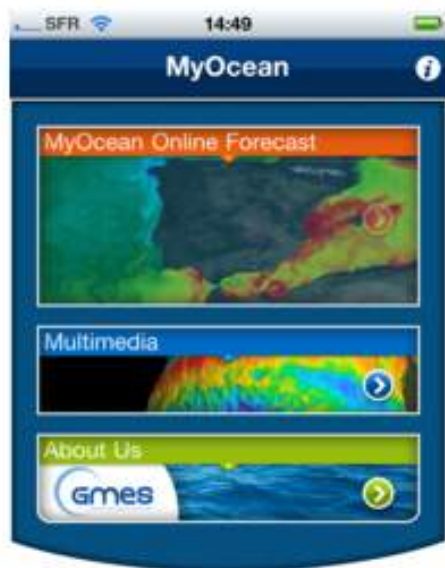 SFR 14:49
MyOcean
i
MyOcean Online Forecast
Multimedia
About Us
Gmes